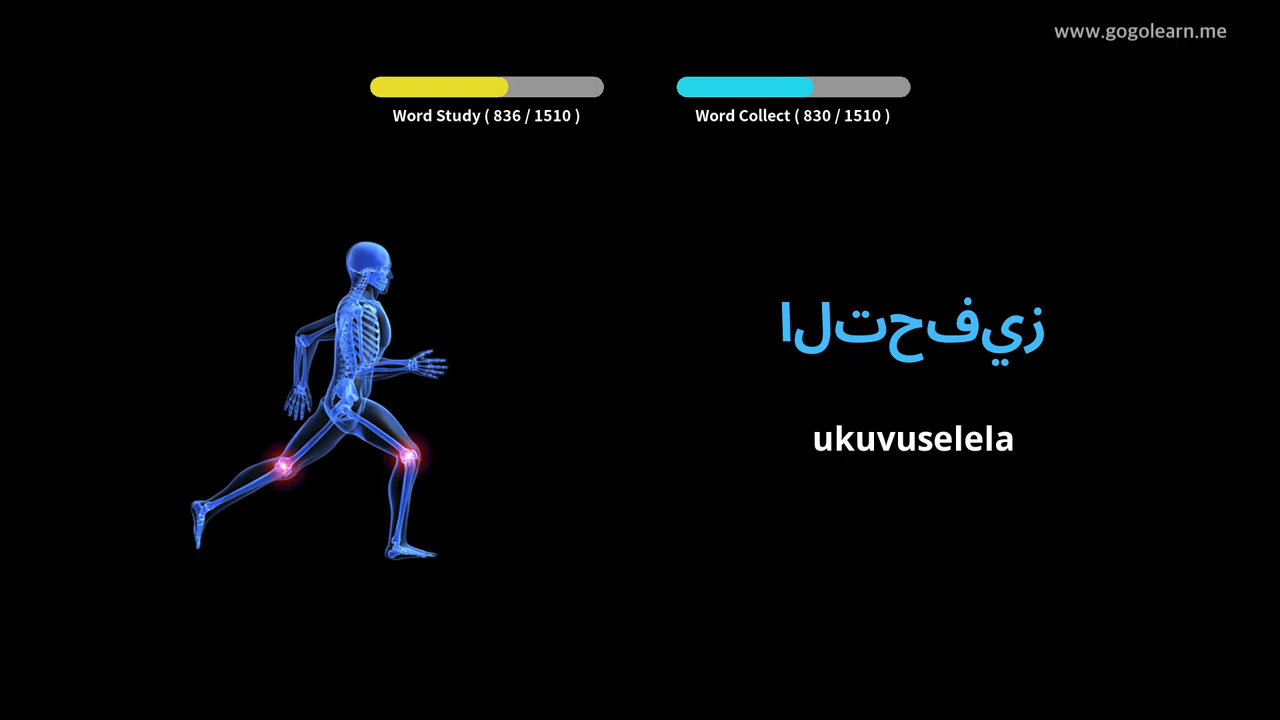 www.gogolearn.me
Word Study ( 836 / 1510 )
Word Collect ( 830 / 1510 )
التحفيز
ukuvuselela